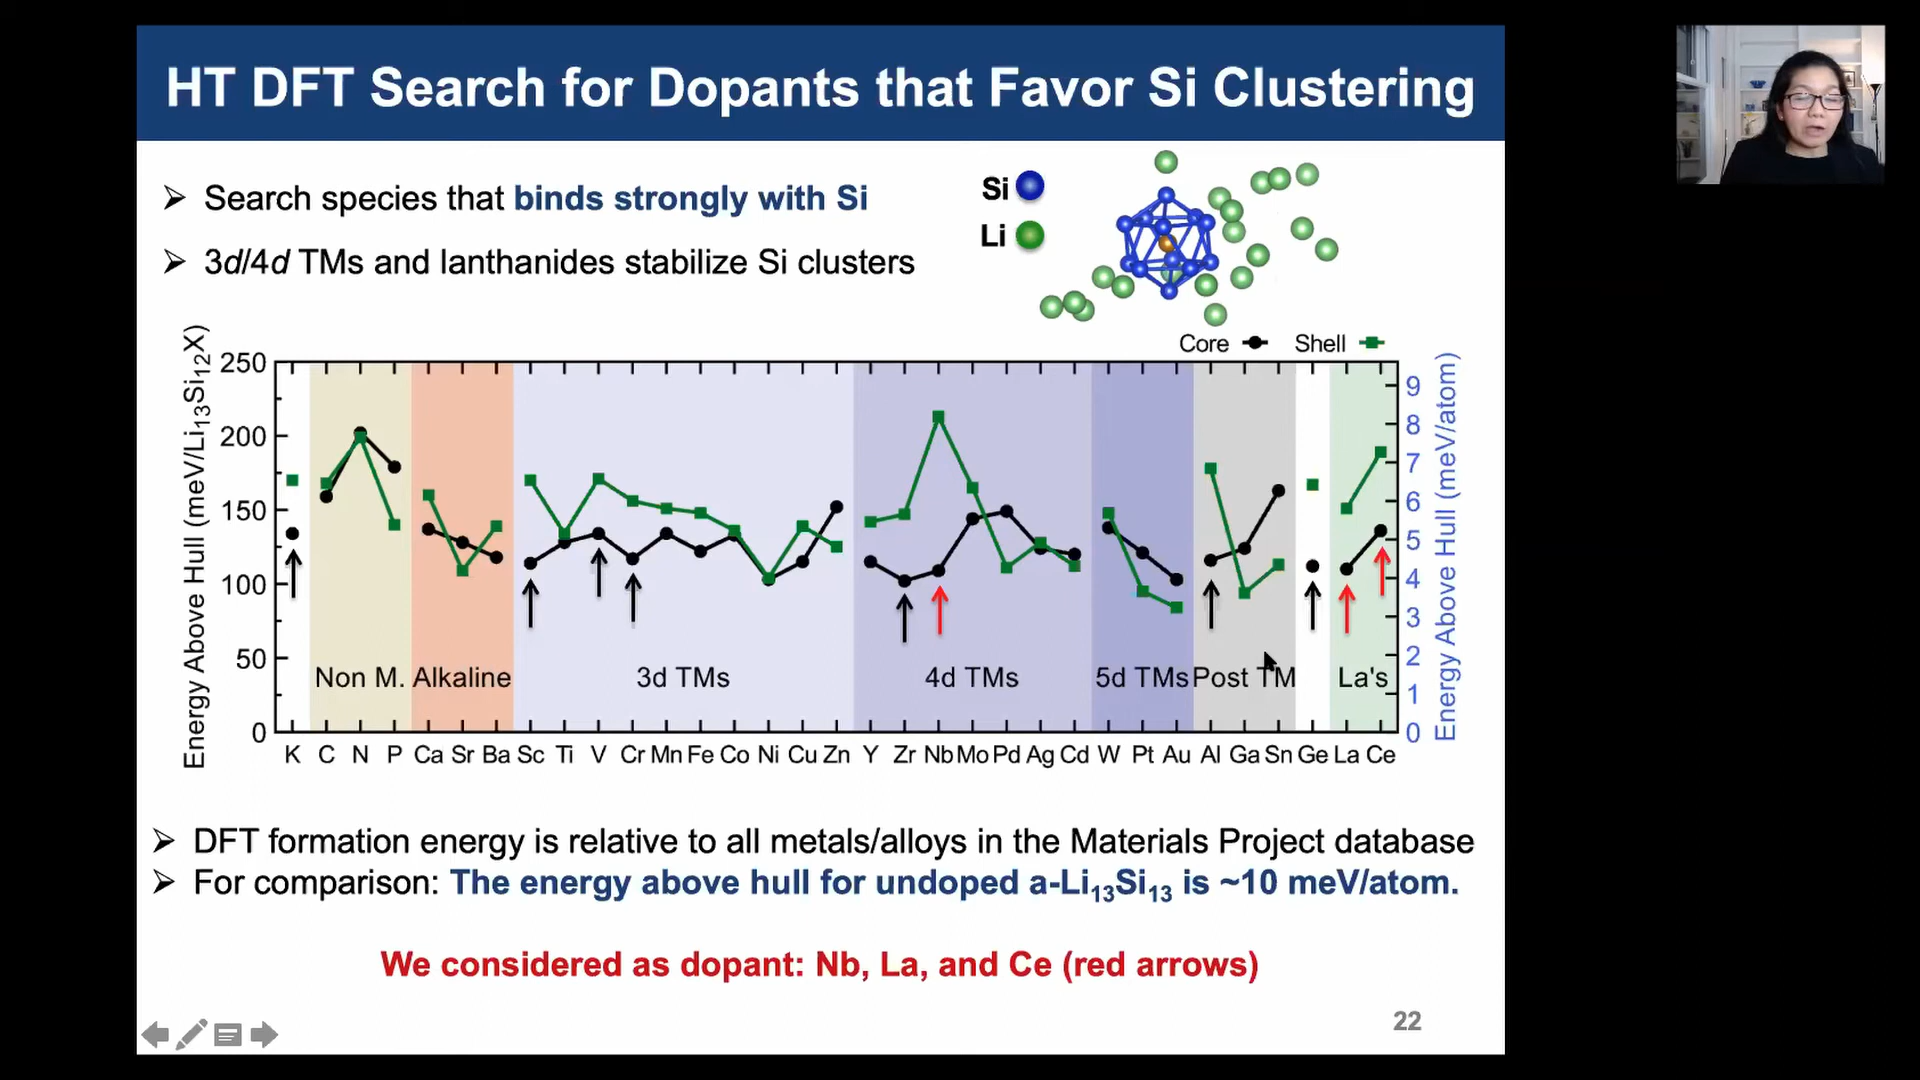 HT DFT Search for Dopants that Favor Si Clustering
➢ Search species that binds strongly with Si
➢ 3d/4d TMs and lanthanides stabilize Si clusters
Si
Li
Core
Shell
Energy Above Hull (meV/Li₁₃Si₁₂X)
250
200
150
100
50
0
Non M.
Alkaline
3d TMs
4d TMs
5d TMs
Post TM
La's
K C N P Ca Sr Ba Sc Ti V Cr Mn Fe Co Ni Cu Zn Y Zr Nb Mo Pd Ag Cd W Pt Au Al Ga Sn Ge La Ce
9
8
7
6
5
4
3
2
1
0
Energy Above Hull (meV/atom)
➢ DFT formation energy is relative to all metals/alloys in the Materials Project database
➢ For comparison: The energy above hull for undoped a-Li₁₃Si₁₃ is ~10 meV/atom.
We considered as dopant: Nb, La, and Ce (red arrows)
22